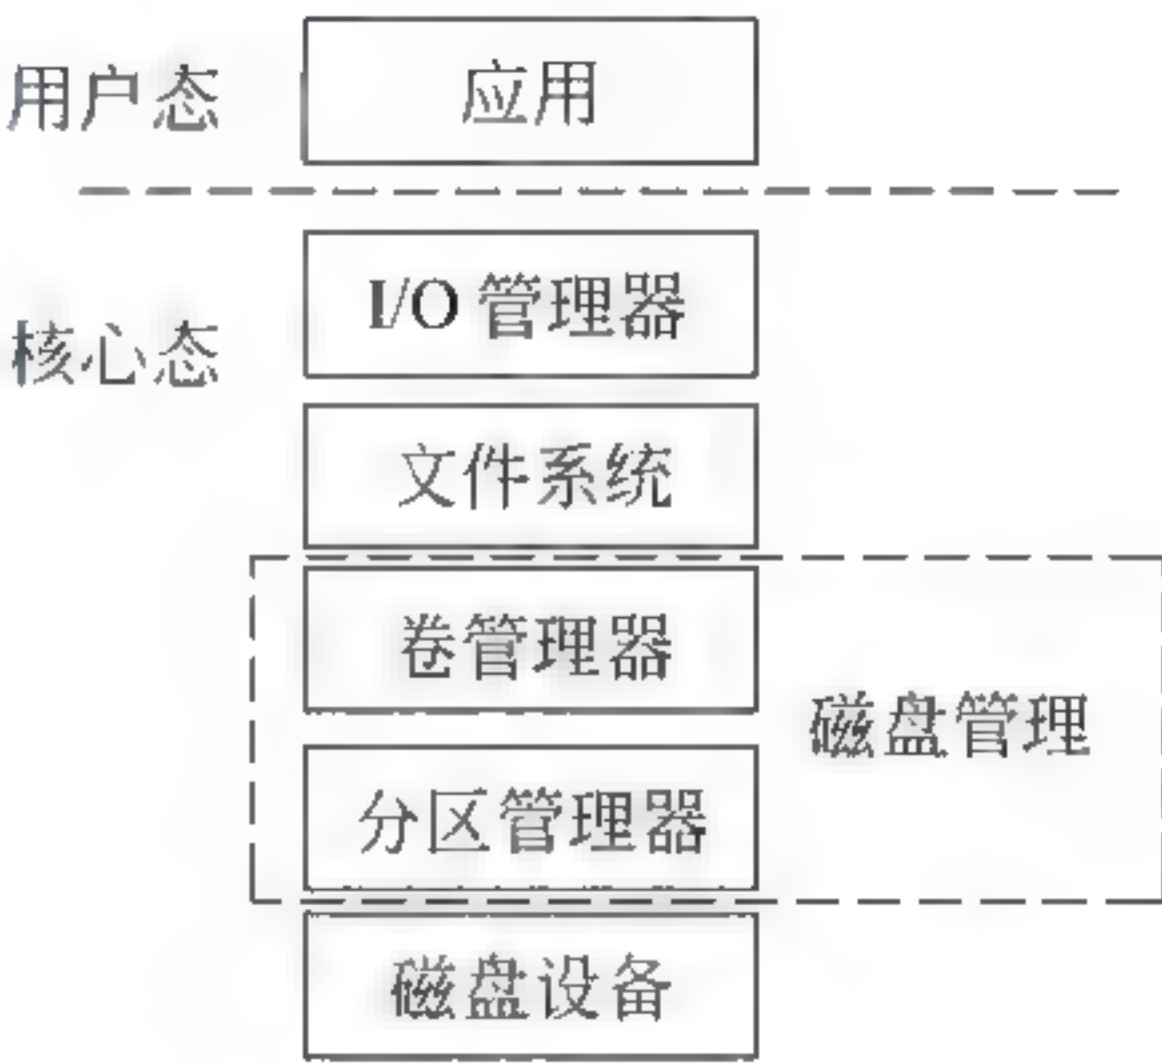 用户态
应用
I/O 管理器
核心态
文件系统
卷管理器
磁盘管理
分区管理器
磁盘设备